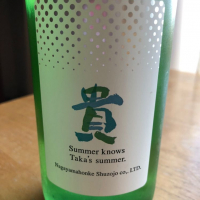 貴
Summer knows
Taka's summer.
Nagayamahonke Shuzojo co., LTD.